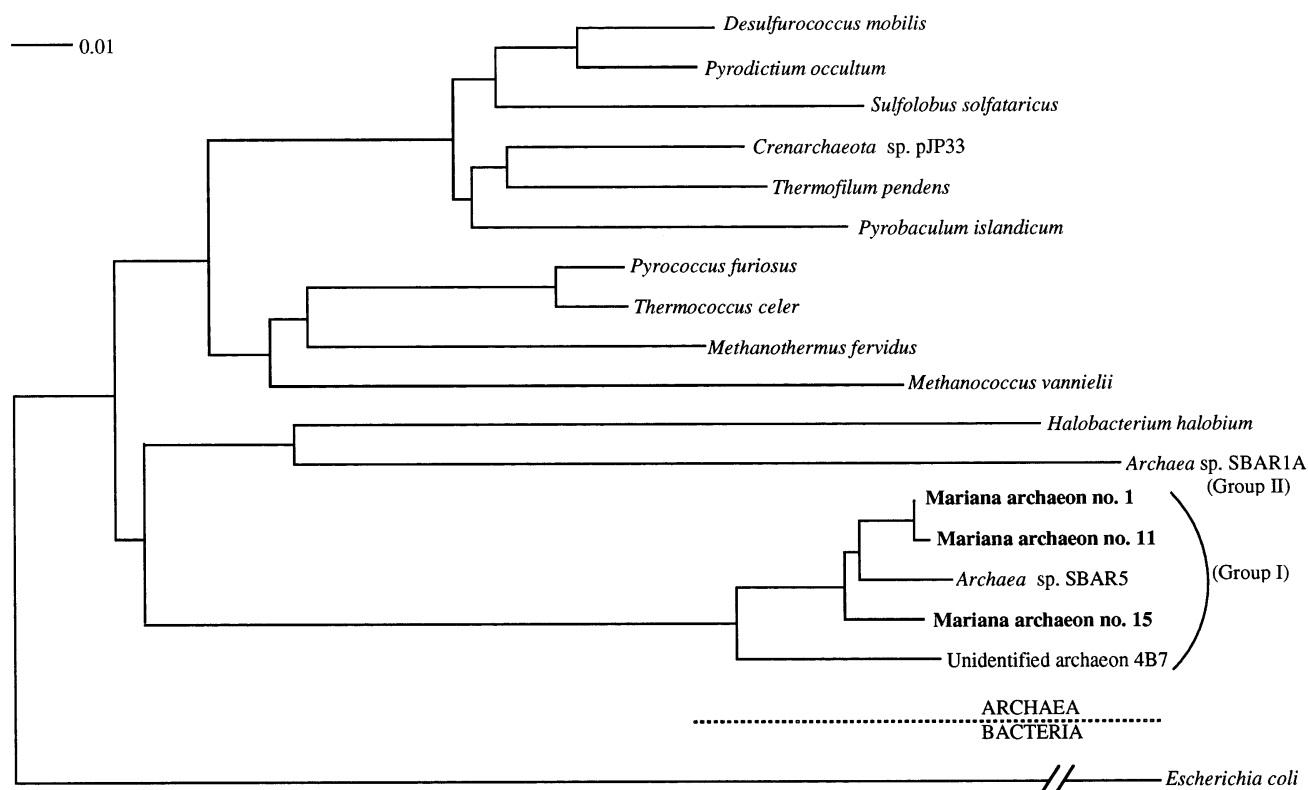 Desulfurococcus mobilis
0.01
Pyrodictium occultum
Sulfolobus solfataricus
Crenarchaeota sp. pJP33
Thermofilum pendens
Pyrobaculum islandicum
Pyrococcus furiosus
Thermococcus celer
Methanothermus fervidus
Methanococcus vannielii
Halobacterium halobium
Archaea sp. SBAR1A
(Group II)
Mariana archaeon no. 1
Mariana archaeon no. 11
(Group I)
Archaea sp. SBAR5
Mariana archaeon no. 15
Unidentified archaeon 4B7
ARCHAEA
BACTERIA
Escherichia coli